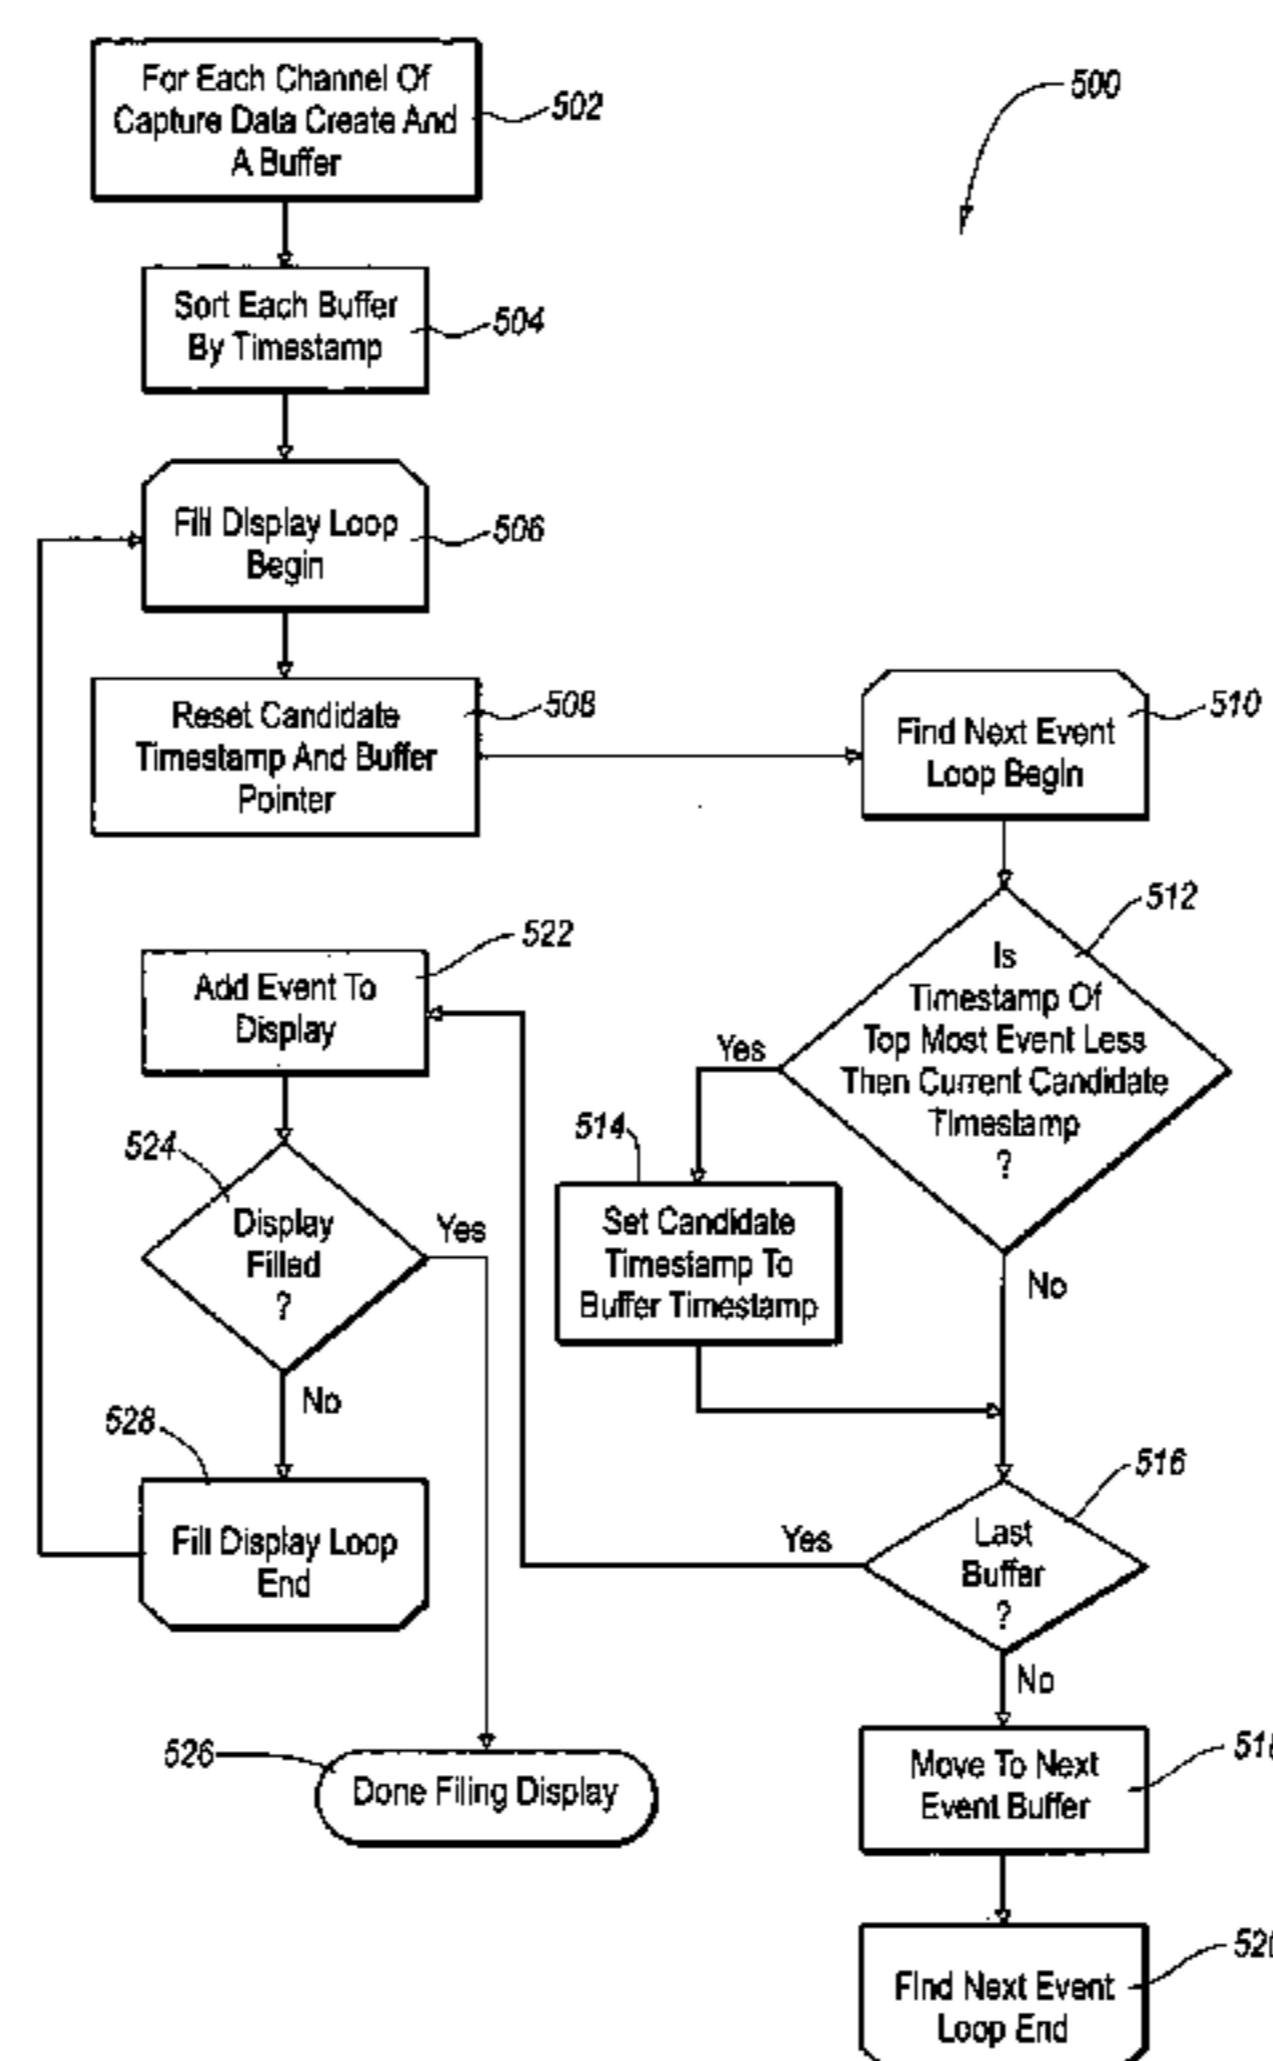 For Each Channel Of
Capture Data Create And
A Buffer
502
500
Sort Each Buffer
By Timestamp
504
Fill Display Loop
Begin
506
Reset Candidate
Timestamp And Buffer
Pointer
508
Find Next Event
Loop Begin
510
Is
Timestamp Of
Top Most Event Less
Then Current Candidate
Timestamp
?
512
Yes
No
514
Set Candidate
Timestamp To
Buffer Timestamp
Last
Buffer
?
516
Yes
No
Move To Next
Event Buffer
Find Next Event
Loop End
Add Event To
Display
522
524
Display
Filled
?
Yes
No
528
Fill Display Loop
End
526
Done Filing Display